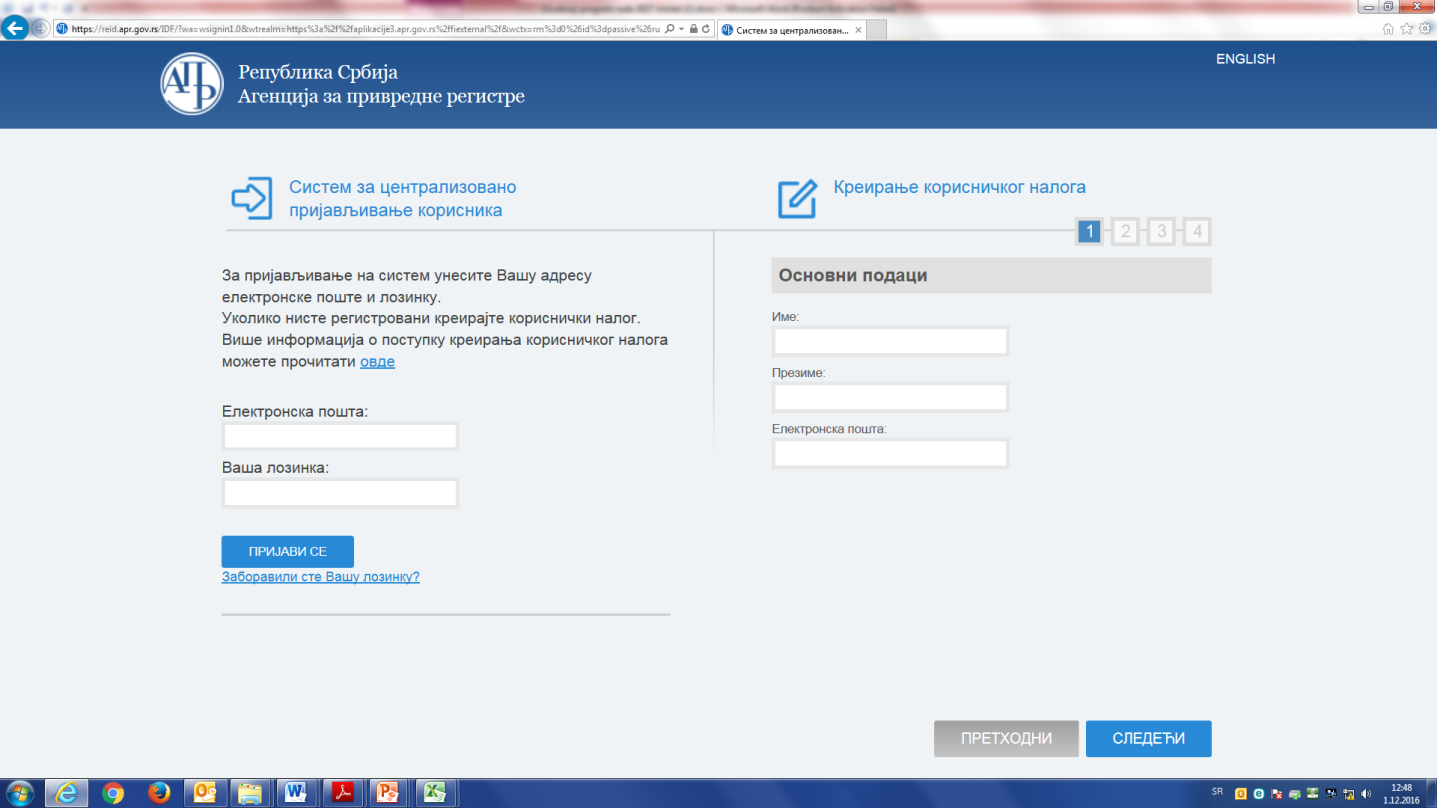 https://reid.apr.gov.rs/IDF/?wa=wsignin1.0&wtrealm=https%3a%2f%2faplikacije3.apr.gov.rs%2ffiexternal%2f&wctx=rm%3d0%26id%3dpassive%26ru
Систем за централизован...
АПР
Република Србија
Агенција за привредне регистре
ENGLISH
Систем за централизовано
пријављивање корисника
За пријављивање на систем унесите Вашу адресу
електронске поште и лозинку.
Уколико нисте регистровани креирајте кориснички налог.
Више информација о поступку креирања корисничког налога
можете прочитати овде
Електронска пошта:
Ваша лозинка:
ПРИЈАВИ СЕ
Заборавили сте Вашу лозинку?
Креирање корисничког налога
1 2 3 4
Основни подаци
Име:
Презиме:
Електронска пошта:
ПРЕТХОДНИ
СЛЕДЕЋИ
SR
12:48
1.12.2016